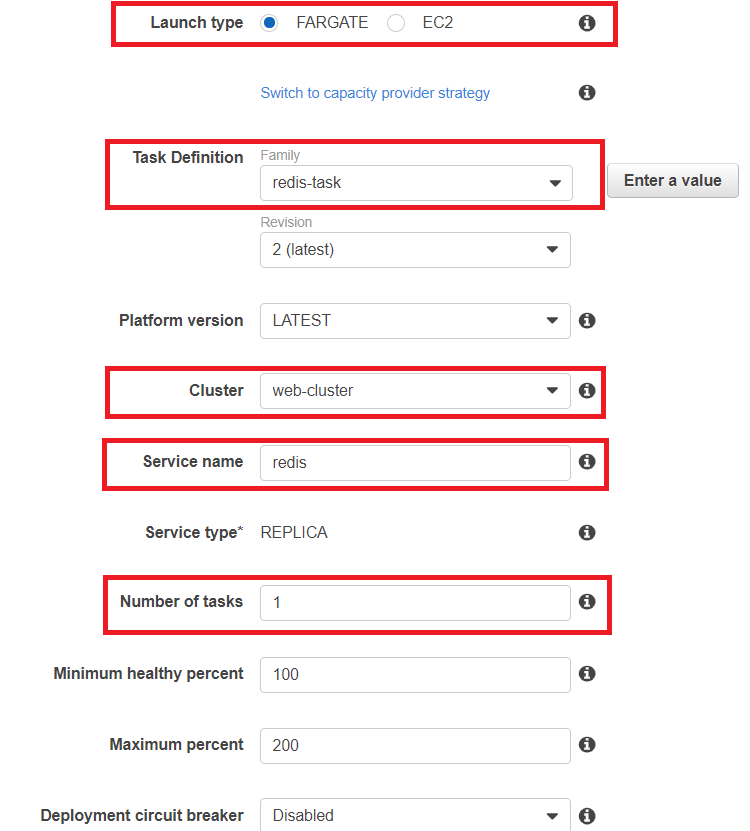 Launch type FARGATE EC2
Switch to capacity provider strategy
Task Definition Family
redis-task Enter a value
Revision
2 (latest)
Platform version LATEST
Cluster web-cluster
Service name redis
Service type* REPLICA
Number of tasks 1
Minimum healthy percent 100
Maximum percent 200
Deployment circuit breaker Disabled